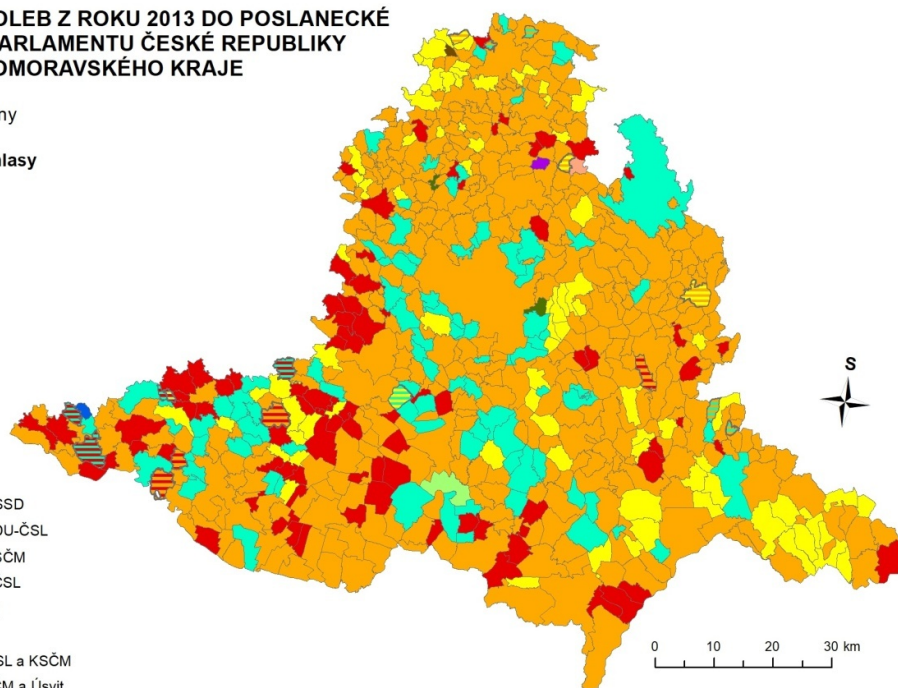 OLEB Z ROKU 2013 DO POSLANECKÉ
ARLAMENTU ČESKÉ REPUBLIKY
OMORAVSKÉHO KRAJE
ny
lasy
S
SSD
DU-ČSL
SČM
ČSL
SL a KSČM
ČM a Úsvit
0 10 20 30 km